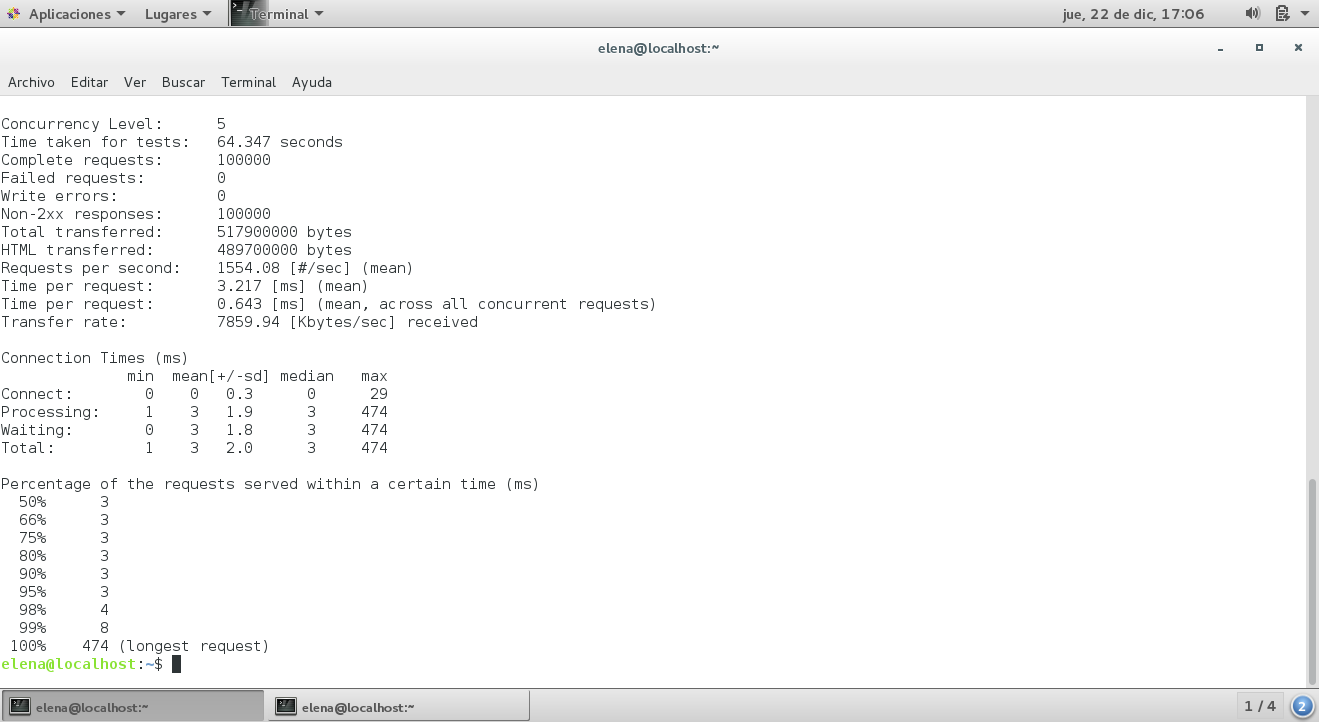 Aplicaciones Lugares Terminal jue, 22 de dic, 17:06
elena@localhost:~
Archivo Editar Ver Buscar Terminal Ayuda
Concurrency Level:      5
Time taken for tests:   64.347 seconds
Complete requests:      100000
Failed requests:        0
Write errors:           0
Non-2xx responses:      100000
Total transferred:      517900000 bytes
HTML transferred:       489700000 bytes
Requests per second:    1554.08 [#/sec] (mean)
Time per request:       3.217 [ms] (mean)
Time per request:       0.643 [ms] (mean, across all concurrent requests)
Transfer rate:          7859.94 [Kbytes/sec] received
Connection Times (ms)
              min  mean[+/-sd] median   max
Connect:        0    0   0.3      0      29
Processing:     1    3   1.9      3     474
Waiting:        0    3   1.8      3     474
Total:          1    3   2.0      3     474
Percentage of the requests served within a certain time (ms)
  50%      3
  66%      3
  75%      3
  80%      3
  90%      3
  95%      3
  98%      4
  99%      8
 100%    474 (longest request)
elena@localhost:~$
elena@localhost:~ elena@localhost:~ 1 / 4 2